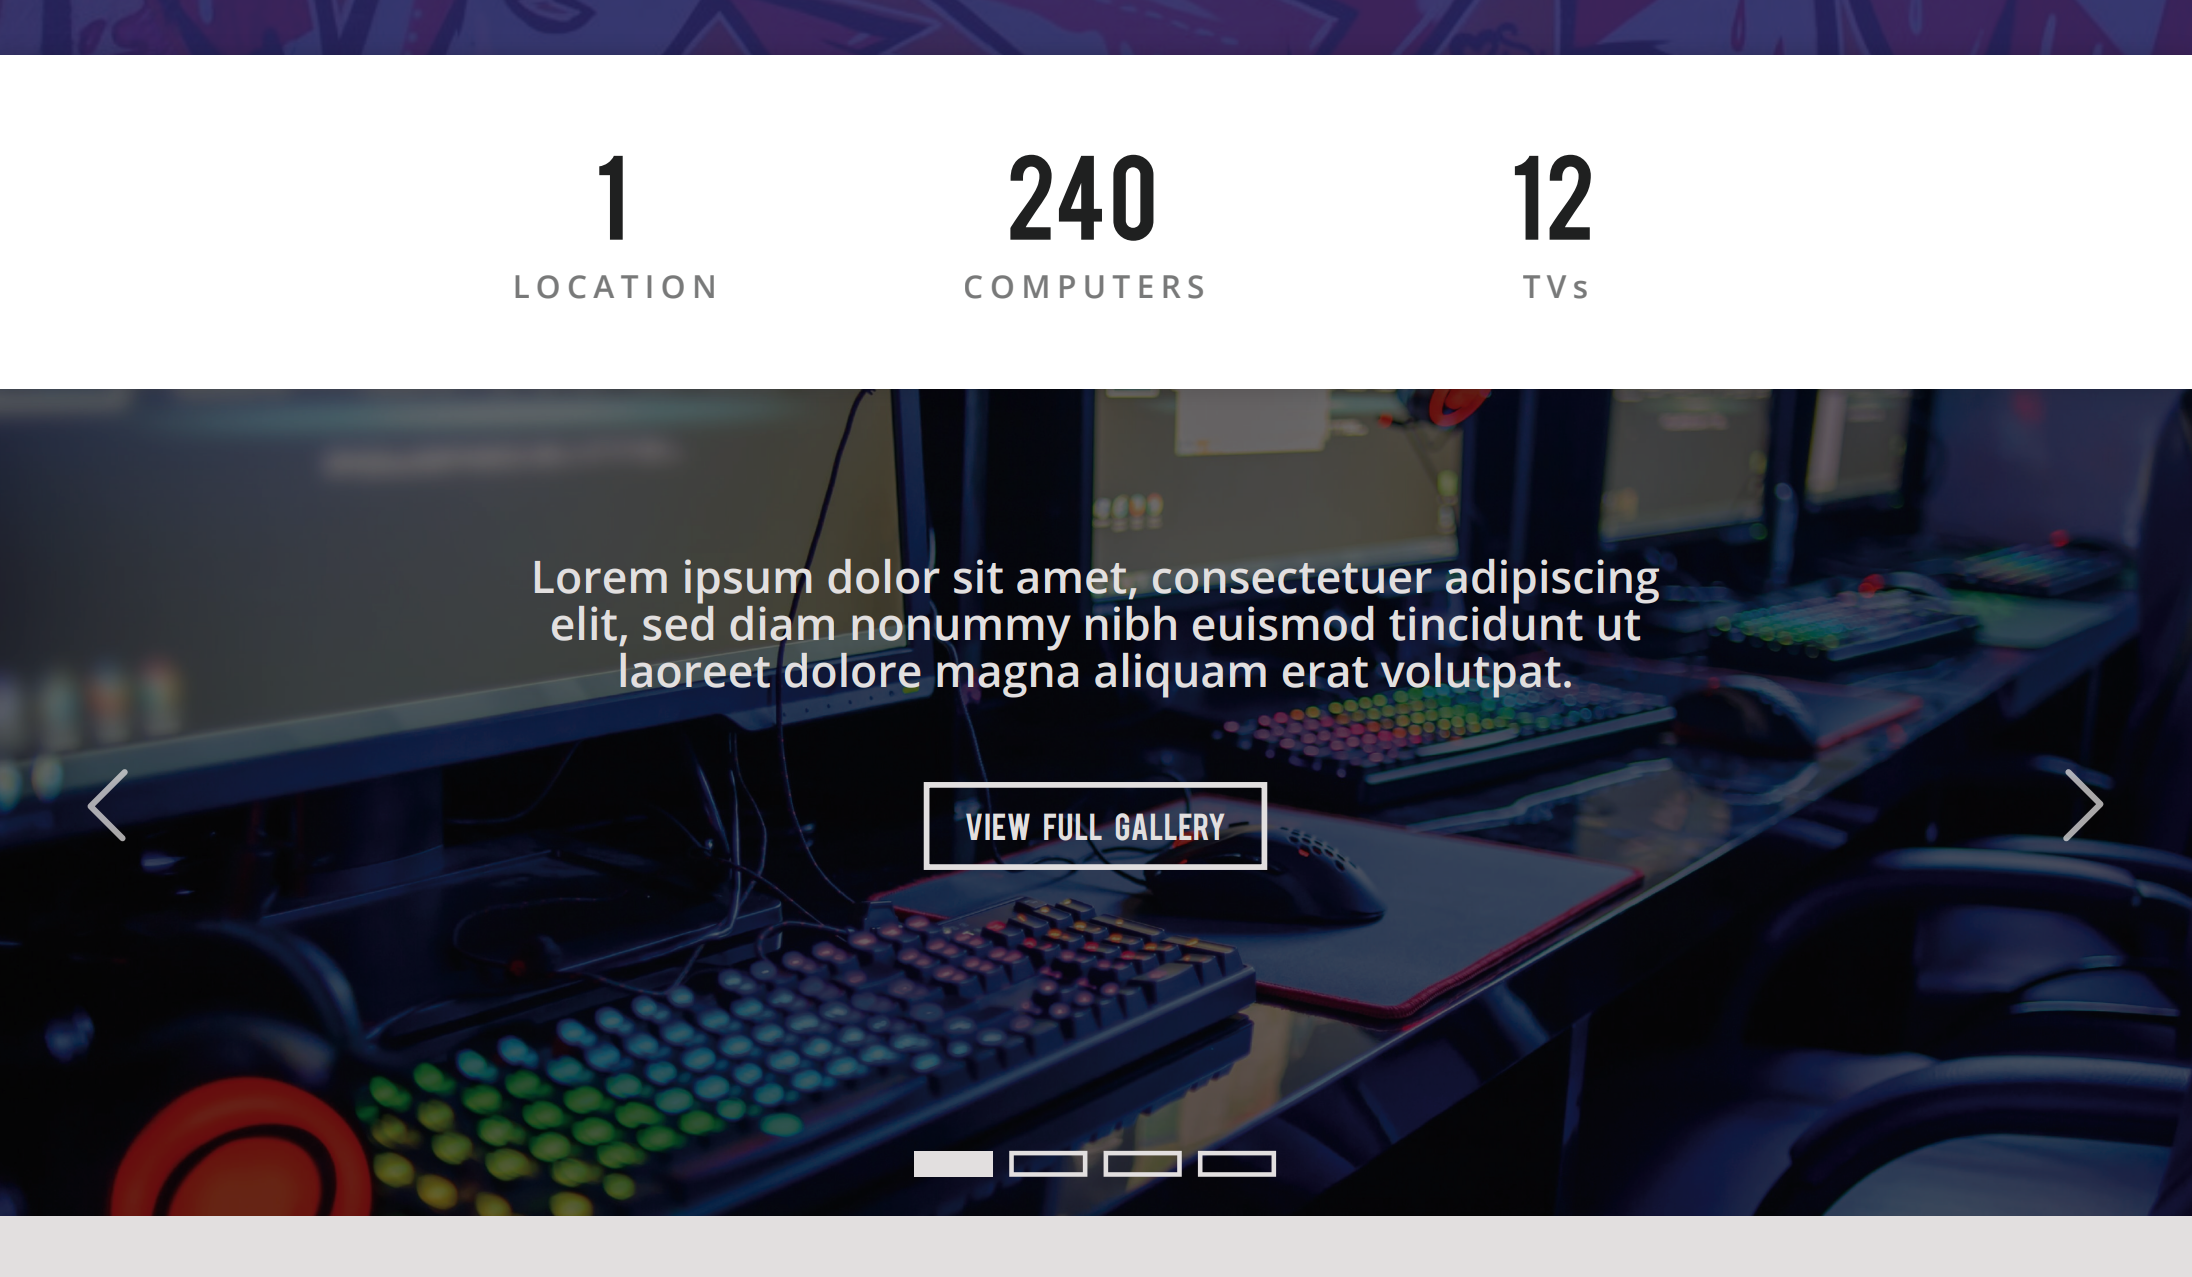 1
240
12
LOCATION
COMPUTERS
TVs
Lorem ipsum dolor sit amet, consectetuer adipiscing
elit, sed diam nonummy nibh euismod tincidunt ut
laoreet dolore magna aliquam erat volutpat.
VIEW FULL GALLERY